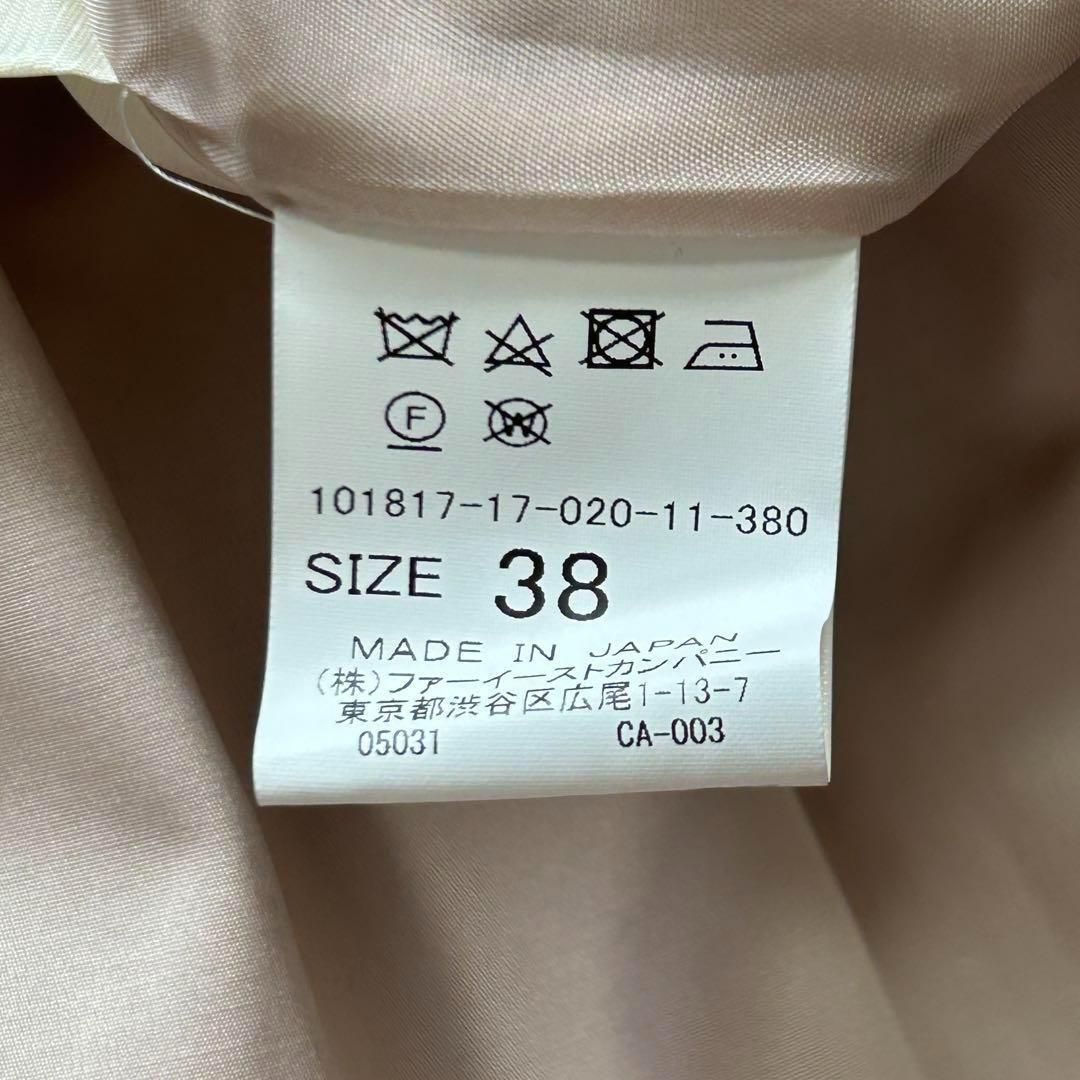 F W
101817-17-020-11-380
SIZE 38
MADE IN JAPAN
(株)ファーイーストカンパニー
東京都渋谷区広尾1-13-7
05031 CA-003